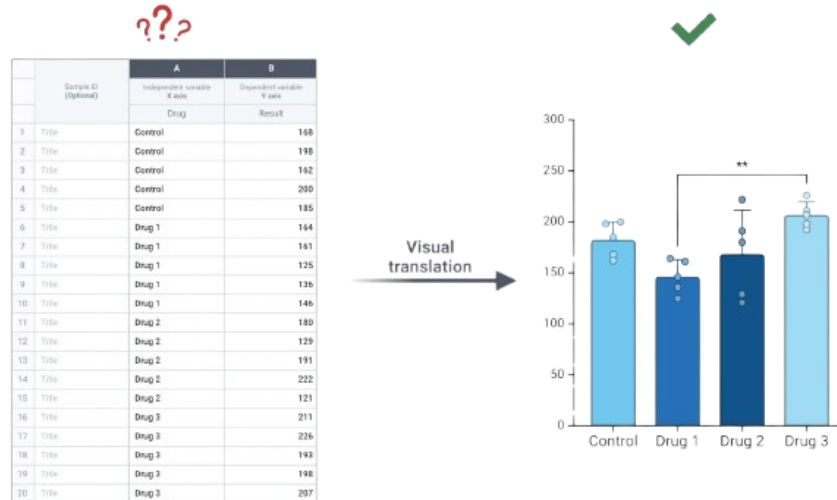 ???
A B
Sample ID Independent variable Dependent variable
(Optional) X axis Y axis
Drug Result
1 Title Control 168
2 Title Control 198
3 Title Control 162
4 Title Control 200
5 Title Control 185
6 Title Drug 1 164
7 Title Drug 1 161
8 Title Drug 1 125
9 Title Drug 1 136
10 Title Drug 1 146
11 Title Drug 2 180
12 Title Drug 2 129
13 Title Drug 2 191
14 Title Drug 2 222
15 Title Drug 2 121
16 Title Drug 3 211
17 Title Drug 3 226
18 Title Drug 3 193
19 Title Drug 3 198
20 Title Drug 3 207
Visual
translation
300
250
**
200
150
100
50
0
Control Drug 1 Drug 2 Drug 3